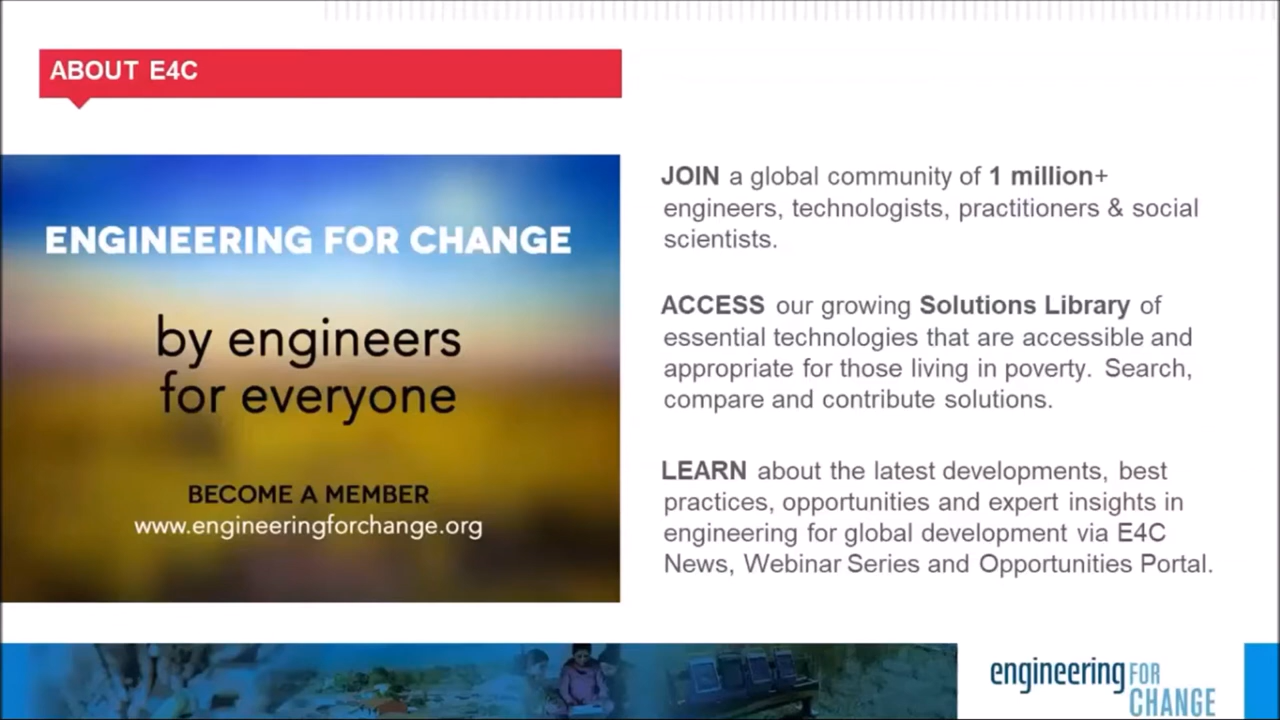 ABOUT E4C
ENGINEERING FOR CHANGE
by engineers
for everyone
BECOME A MEMBER
www.engineeringforchange.org
JOIN a global community of 1 million+
engineers, technologists, practitioners & social
scientists.
ACCESS our growing Solutions Library of
essential technologies that are accessible and
appropriate for those living in poverty. Search,
compare and contribute solutions.
LEARN about the latest developments, best
practices, opportunities and expert insights in
engineering for global development via E4C
News, Webinar Series and Opportunities Portal.
engineering FOR
CHANGE